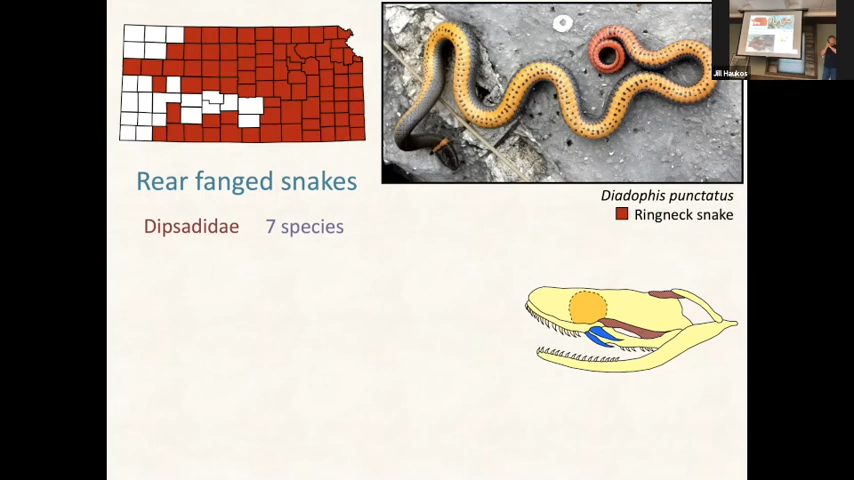 Jill Haukos
Diadophis punctatus
Ringneck snake
Rear fanged snakes
Dipsadidae 7 species